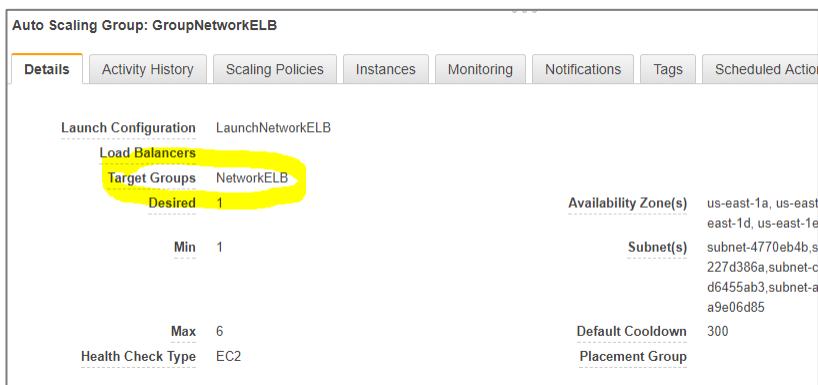 Auto Scaling Group: GroupNetworkELB
Details Activity History Scaling Policies Instances Monitoring Notifications Tags Scheduled Actio
Launch Configuration LaunchNetworkELB
Load Balancers
Target Groups NetworkELB
Desired 1 Availability Zone(s) us-east-1a, us-east
east-1d, us-east-1e
Min 1 Subnet(s) subnet-4770eb4b,s
227d386a,subnet-c
d6455ab3,subnet-a
a9e06d85
Max 6 Default Cooldown 300
Health Check Type EC2 Placement Group